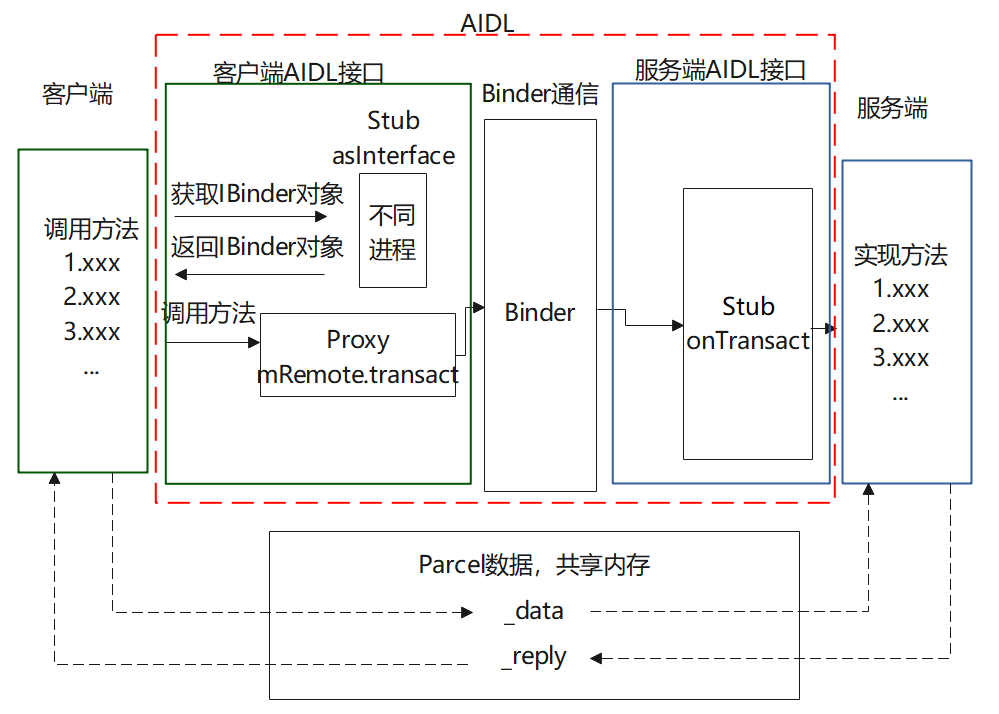 AIDL
客户端
客户端AIDL接口
Binder通信
服务端AIDL接口
服务端
调用方法
1.xxx
2.xxx
3.xxx
...
Stub
asInterface
获取IBinder对象
返回IBinder对象
不同
进程
调用方法
Proxy
mRemote.transact
Binder
Stub
onTransact
实现方法
1.xxx
2.xxx
3.xxx
...
Parcel数据，共享内存
_data
_reply